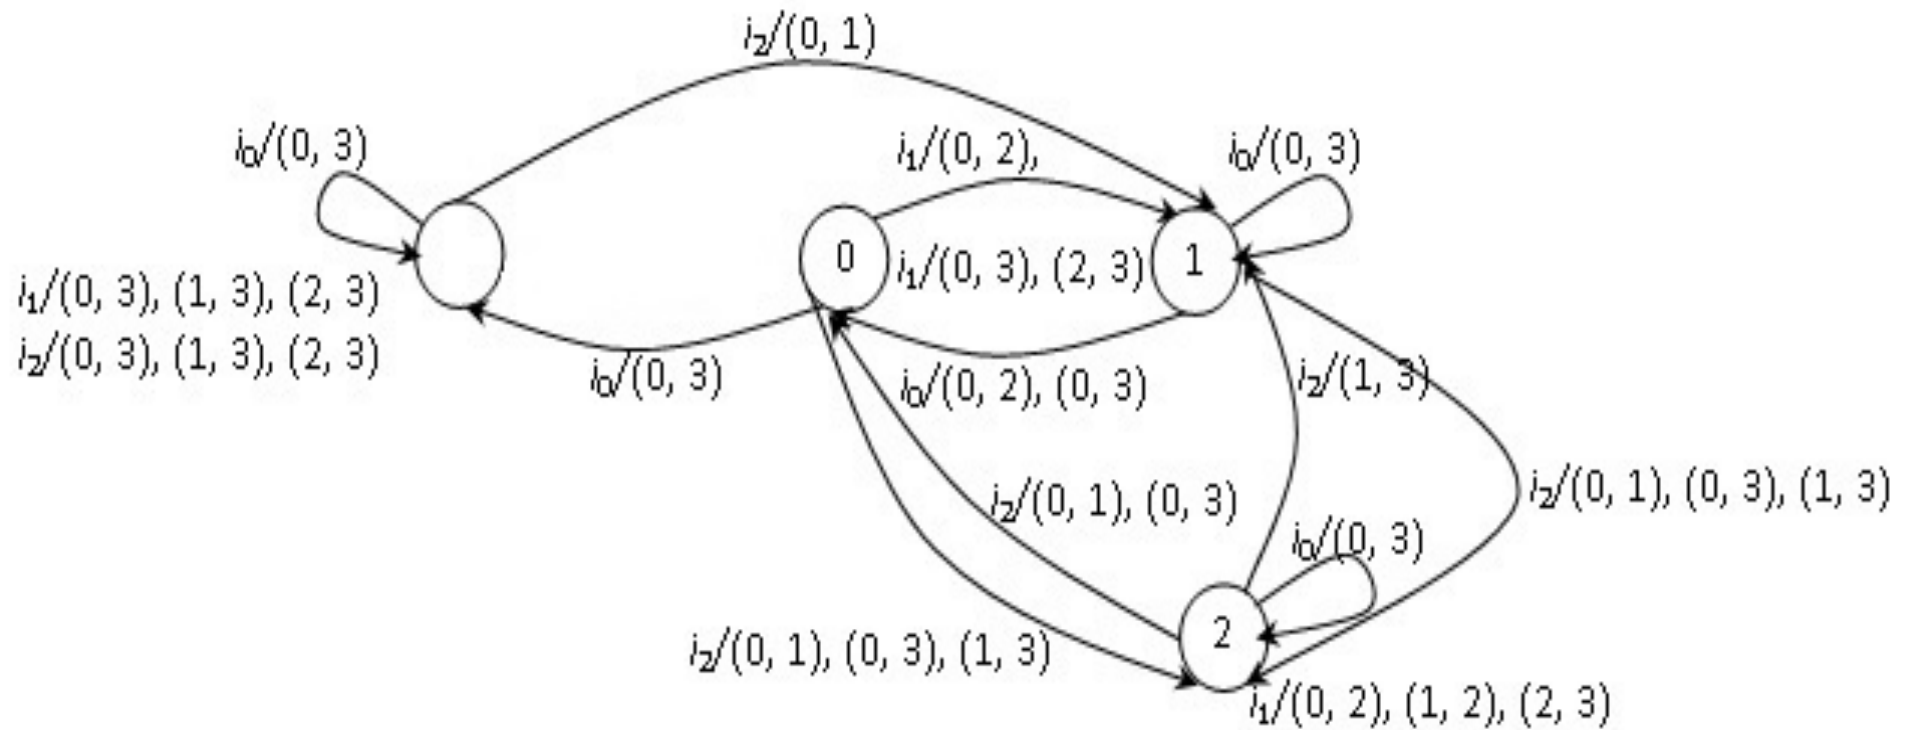 i2/(0, 1)
i0/(0, 3)
i1/(0, 2),
i0/(0, 3)
0
1
i1/(0, 3), (2, 3)
i1/(0, 3), (1, 3), (2, 3)
i2/(0, 3), (1, 3), (2, 3)
i0/(0, 3)
i0/(0, 2), (0, 3)
i2/(1, 3)
i2/(0, 1), (0, 3)
i2/(0, 1), (0, 3), (1, 3)
i0/(0, 3)
2
i2/(0, 1), (0, 3), (1, 3)
i1/(0, 2), (1, 2), (2, 3)